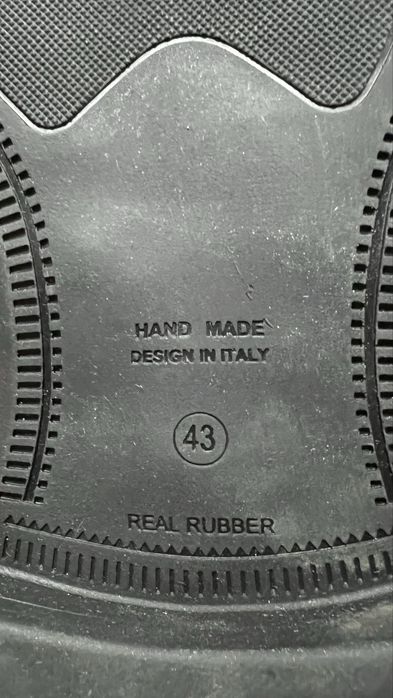 HAND MADE
DESIGN IN ITALY
43
REAL RUBBER